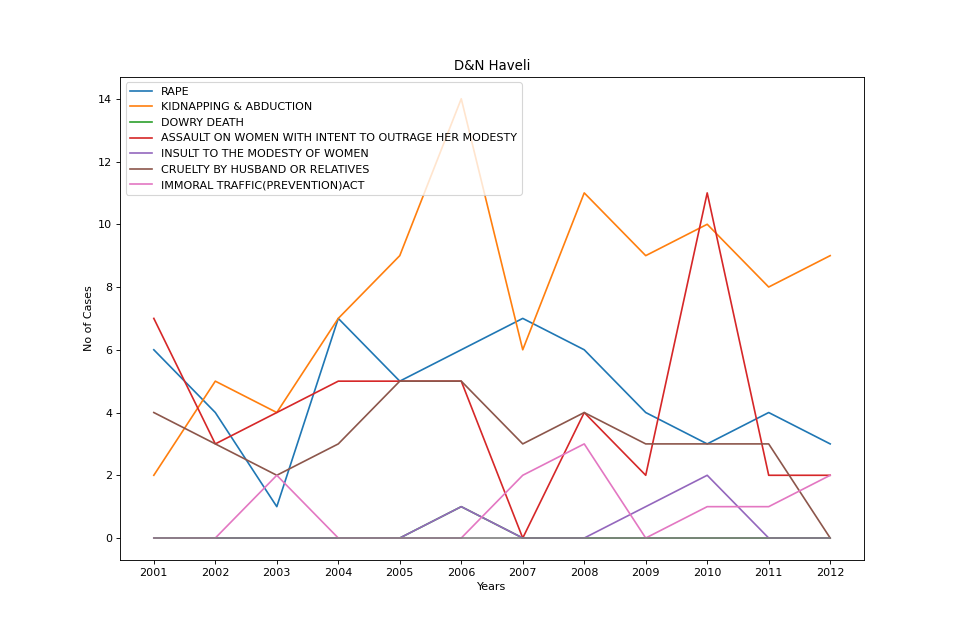 D&N Haveli
RAPE
KIDNAPPING & ABDUCTION
DOWRY DEATH
ASSAULT ON WOMEN WITH INTENT TO OUTRAGE HER MODESTY
INSULT TO THE MODESTY OF WOMEN
CRUELTY BY HUSBAND OR RELATIVES
IMMORAL TRAFFIC(PREVENTION)ACT
No of Cases
14
12
10
8
6
4
2
0
2001 2002 2003 2004 2005 2006 2007 2008 2009 2010 2011 2012
Years